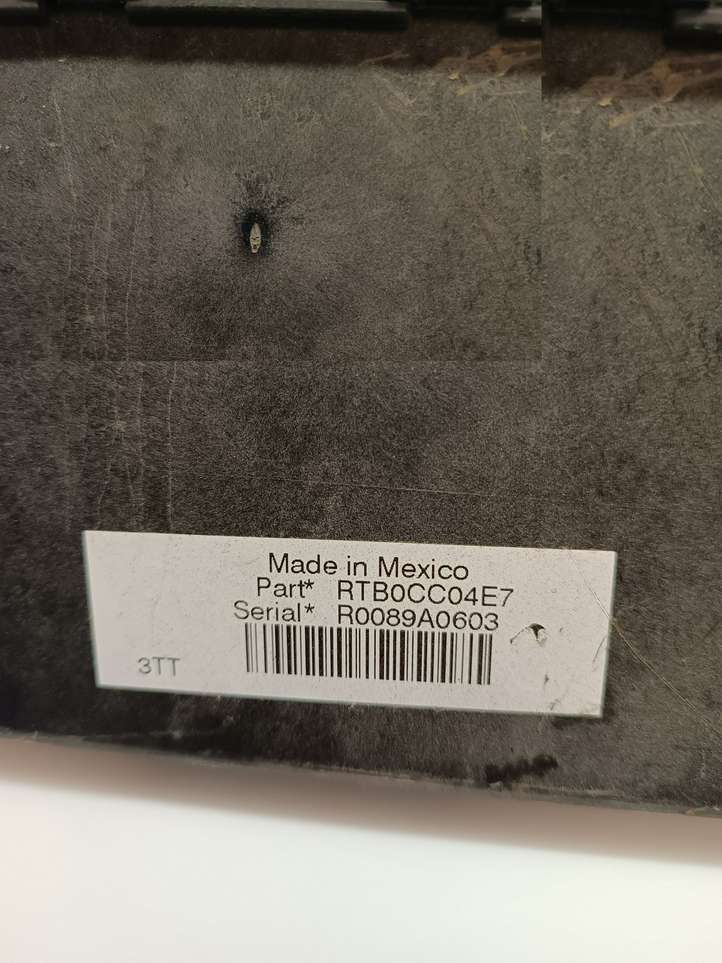 Made in Mexico
Part* RTB0CC04E7
Serial* R0089A0603
3TT